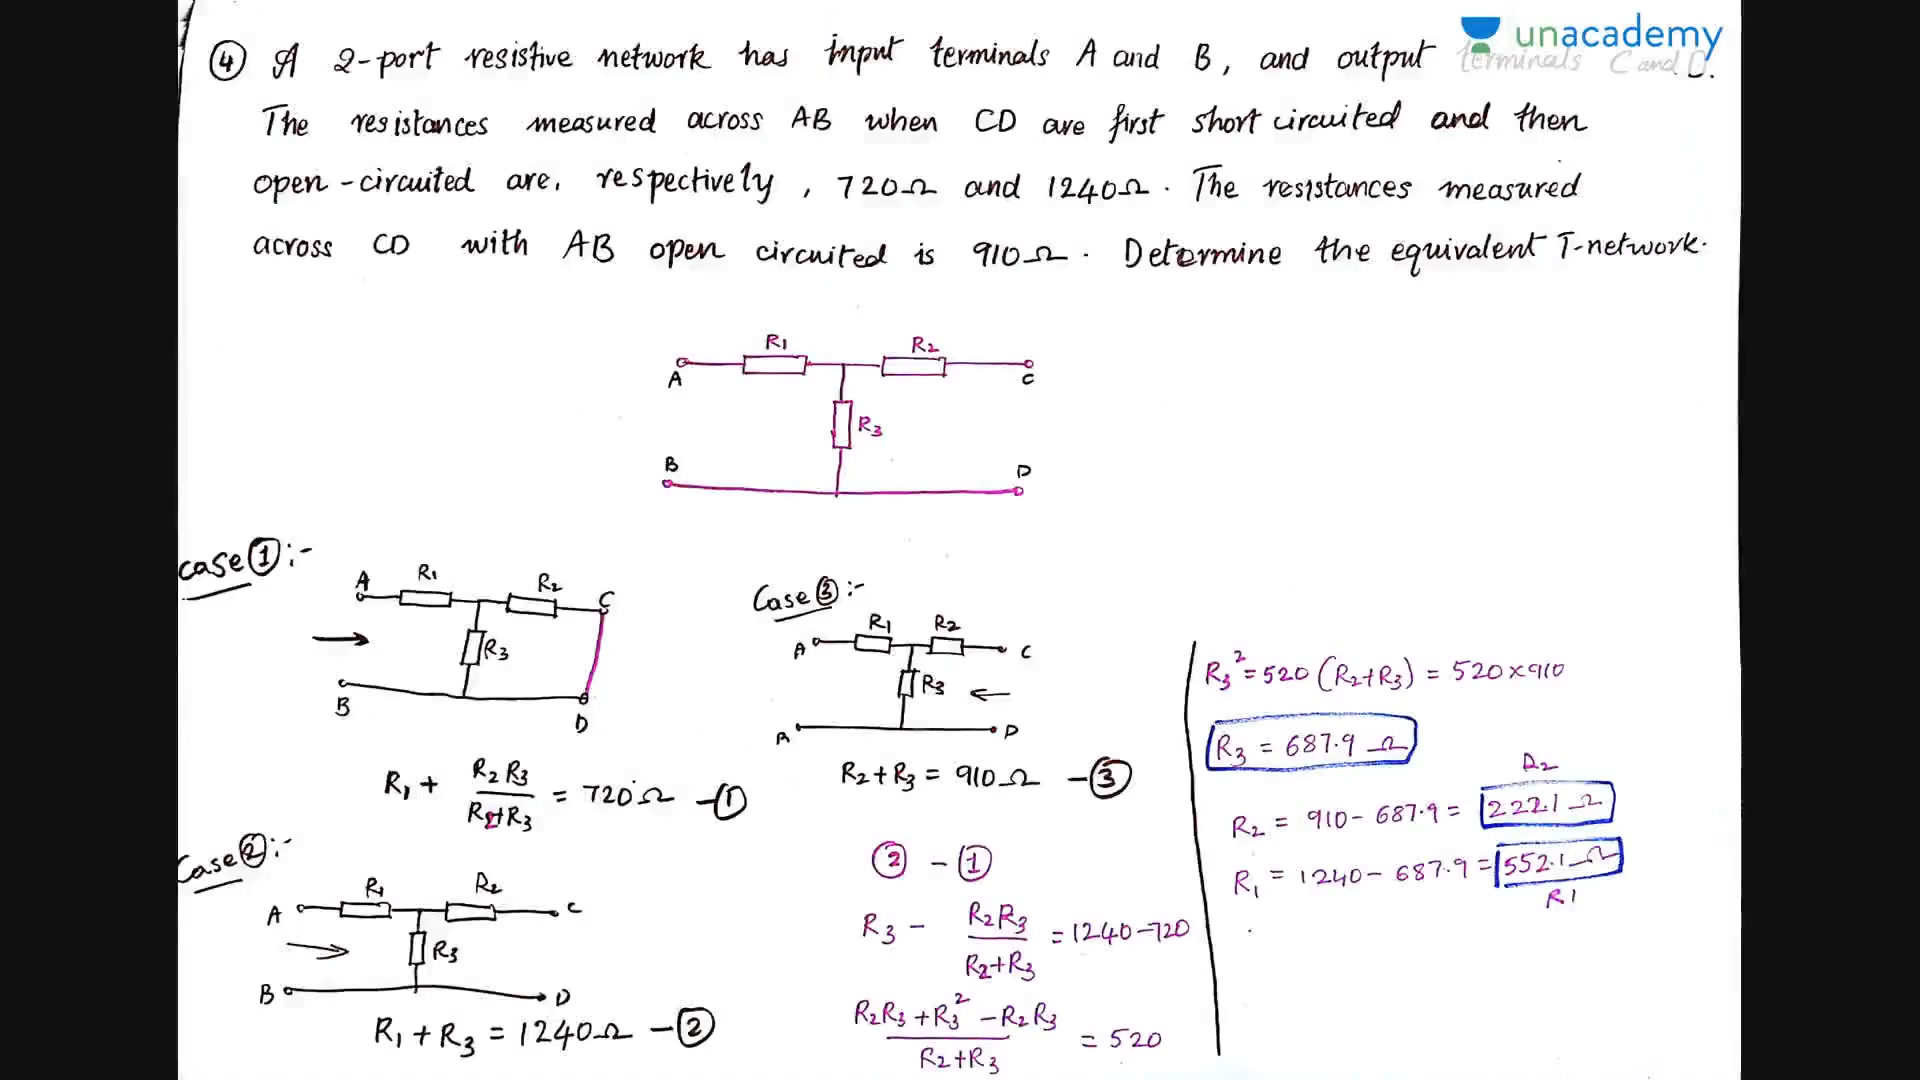 unacademy
④ A 2-port resistive network has input terminals A and B, and output terminals C and D.
The resistances measured across AB when CD are first short circuited and then
open-circuited are, respectively, 720Ω and 1240Ω. The resistances measured
across CD with AB open circuited is 910Ω. Determine the equivalent T-network.
R1 R2
A C
R3
B D
case ①:-
A R1 R2 C
R3
B D
R1 + R2R3/R2+R3 = 720Ω -①
Case ②:-
A R1 R2 C
R3
B D
R1+R3 = 1240Ω -②
Case ③:-
A R1 R2 C
R3
B D
R2+R3 = 910Ω -③
② - ①
R3 - R2R3/R2+R3 = 1240-720
R2R3+R3²-R2R3/R2+R3 = 520
R3² = 520 (R2+R3) = 520×910
R3 = 687.9 Ω
R2
R2 = 910-687.9 = 222.1 Ω
R1 = 1240-687.9 = 552.1 Ω
R1